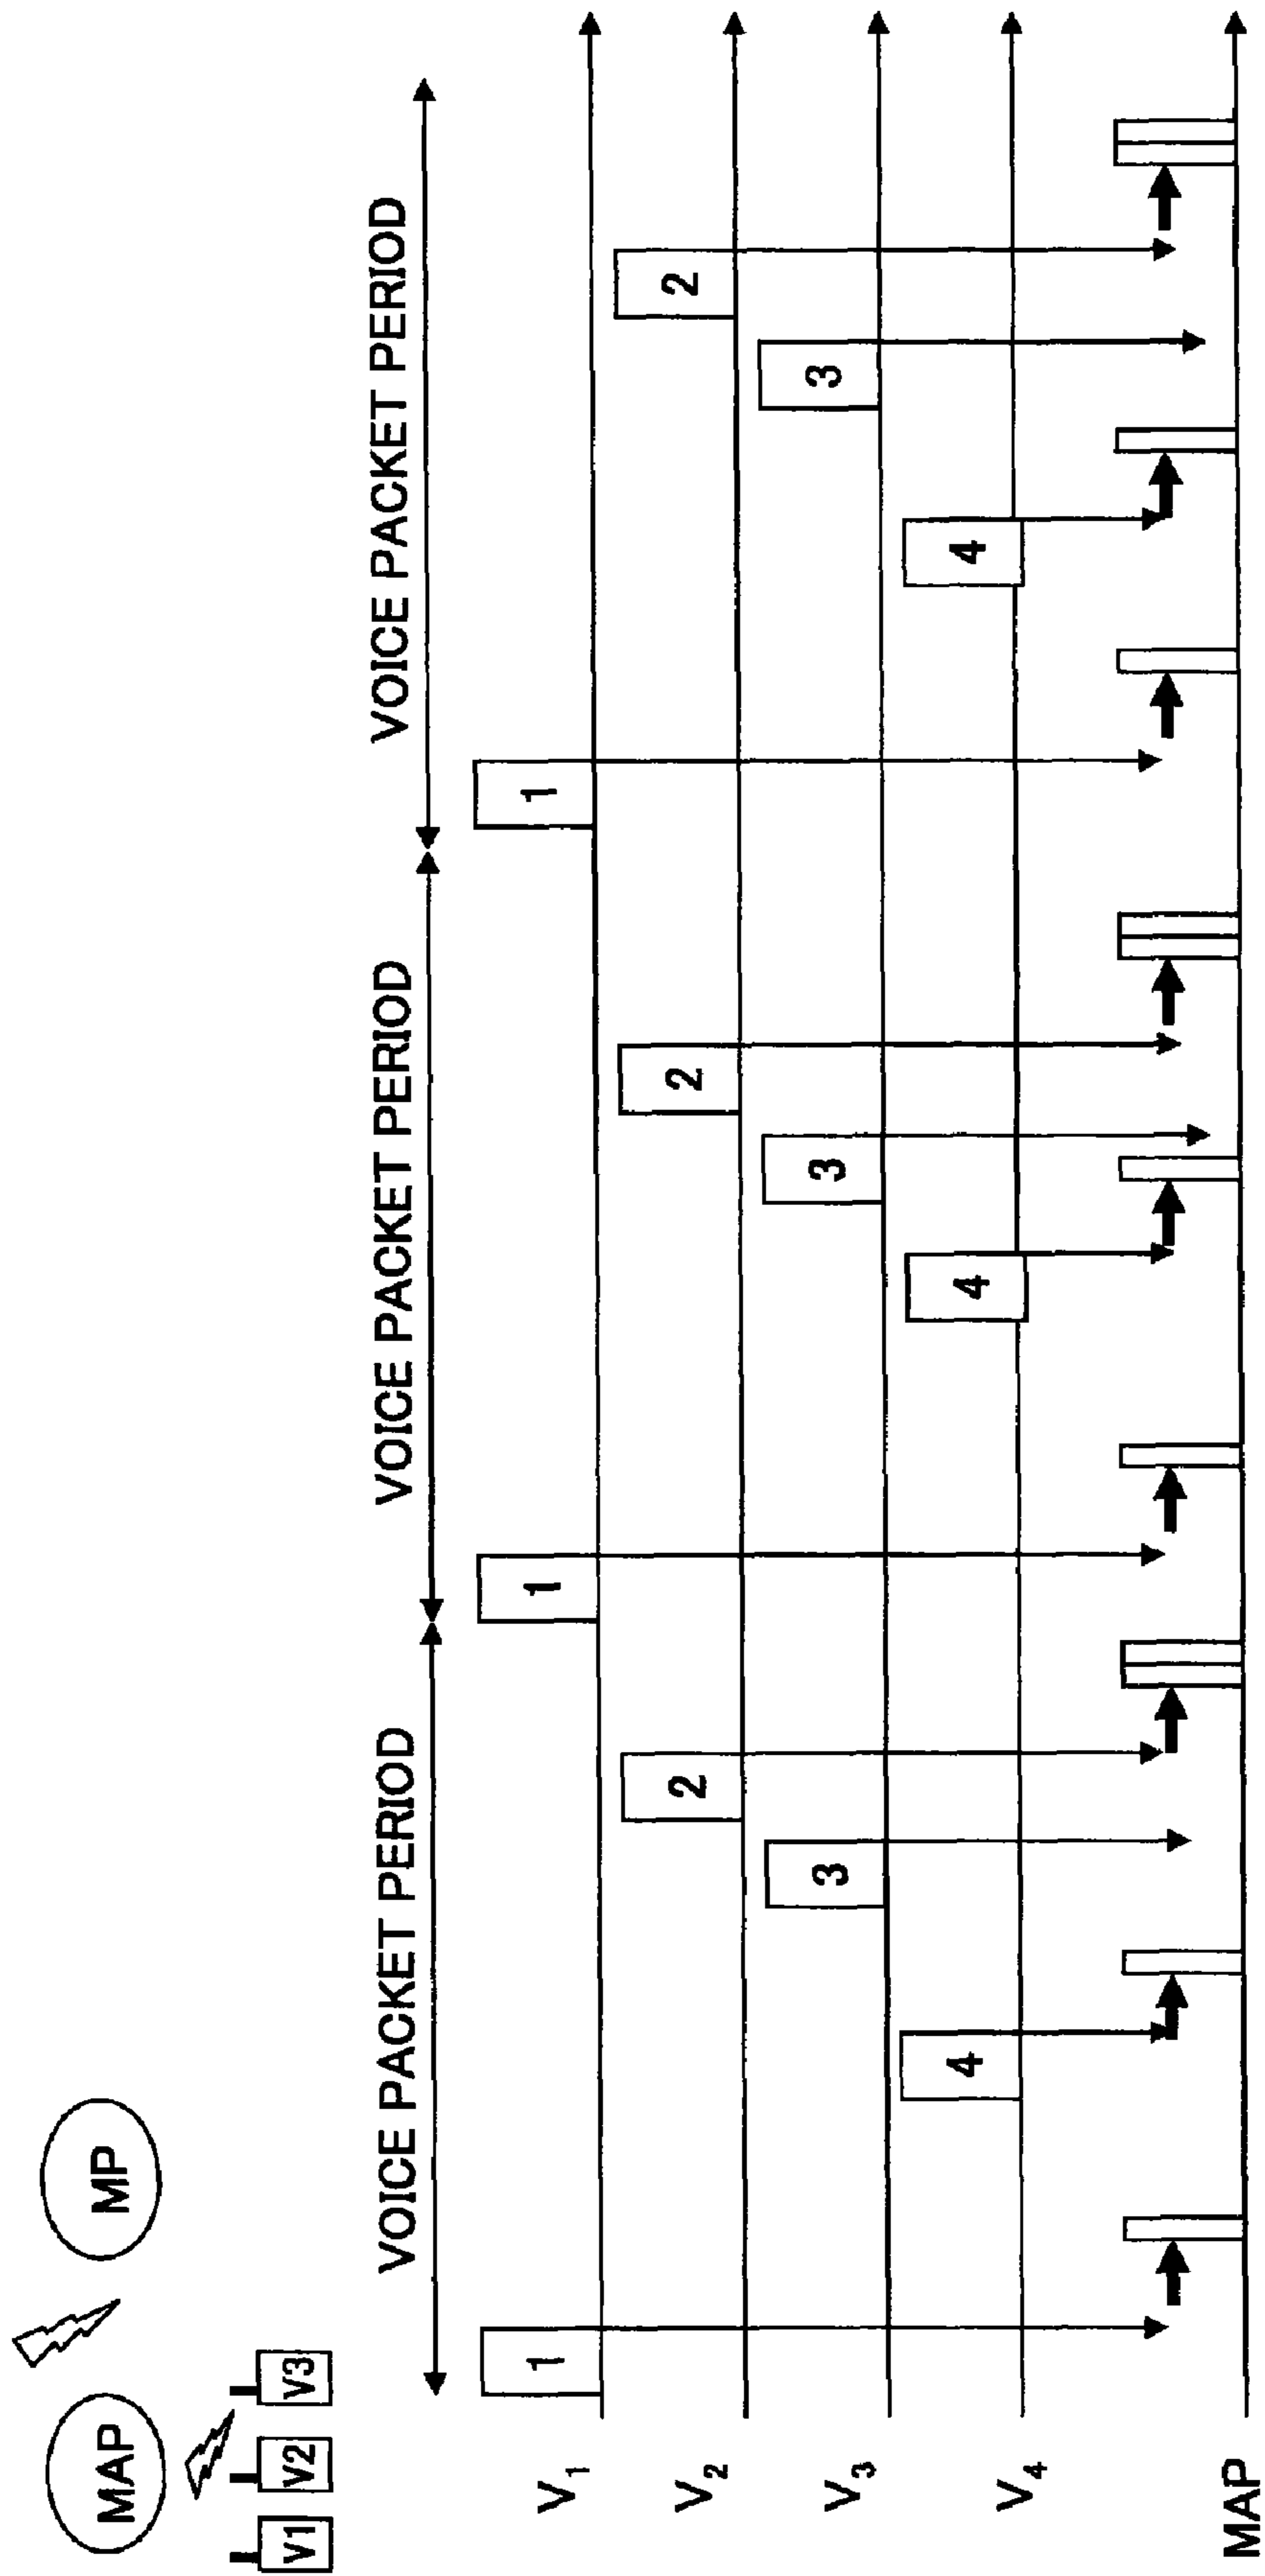 MAP MP
V1 V2 V3
VOICE PACKET PERIOD VOICE PACKET PERIOD VOICE PACKET PERIOD
V₁ 1 1 1
V₂ 2 2 2
V₃ 3 3 3
V₄ 4 4 4
MAP